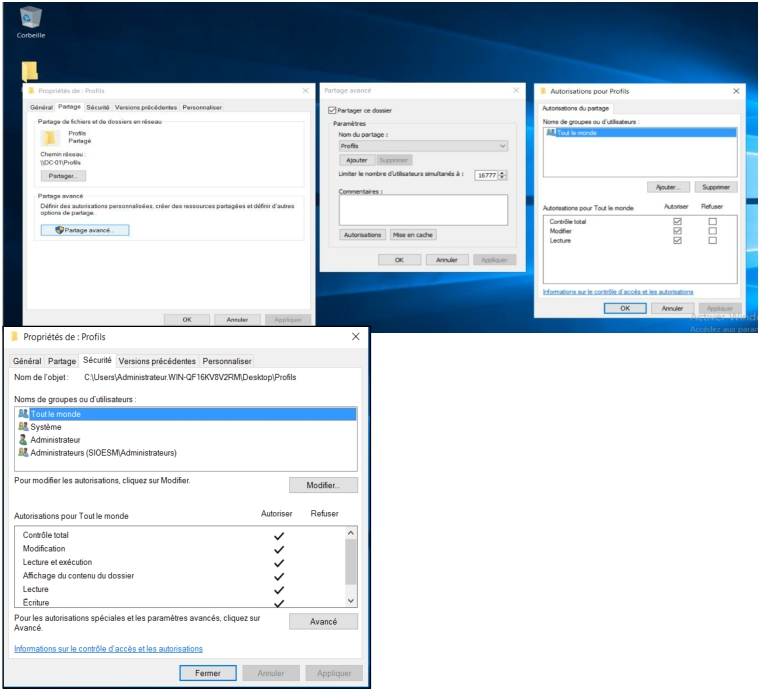 Corbeille
Propriétés de : Profils
Général Partage Sécurité Versions précédentes Personnaliser
Partage de fichiers et de dossiers en réseau
Profils
Partagé
Chemin réseau :
\\DC-01\Profils
Partager..
Partage avancé
Définir des autorisations personnalisées, créer des ressources partagées et définir d'autres
options de partage.
Partage avancé...
OK Annuler Appliquer
Partage avancé
Partager ce dossier
Paramètres
Nom du partage :
Profils
Ajouter Supprimer
Limiter le nombre d'utilisateurs simultanés à : 16777
Commentaires :
Autorisations Mise en cache
OK Annuler Appliquer
Autorisations pour Profils
Autorisations du partage
Noms de groupes ou d'utilisateurs :
Tout le monde
Ajouter... Supprimer
Autorisations pour Tout le monde Autoriser Refuser
Contrôle total
Modifier
Lecture
Informations sur le contrôle d'accès et les autorisations
OK Annuler Appliquer
Accédez aux param
Propriétés de : Profils
Général Partage Sécurité Versions précédentes Personnaliser
Nom de l'objet : C:\Users\Administrateur.WIN-QF16KV8V2RM\Desktop\Profils
Noms de groupes ou d'utilisateurs :
Tout le monde
Système
Administrateur
Administrateurs (SIOESM\Administrateurs)
Pour modifier les autorisations, cliquez sur Modifier.
Modifier...
Autorisations pour Tout le monde Autoriser Refuser
Contrôle total
Modification
Lecture et exécution
Affichage du contenu du dossier
Lecture
Écriture
Pour les autorisations spéciales et les paramètres avancés, cliquez sur
Avancé.
Avancé
Informations sur le contrôle d'accès et les autorisations
Fermer Annuler Appliquer